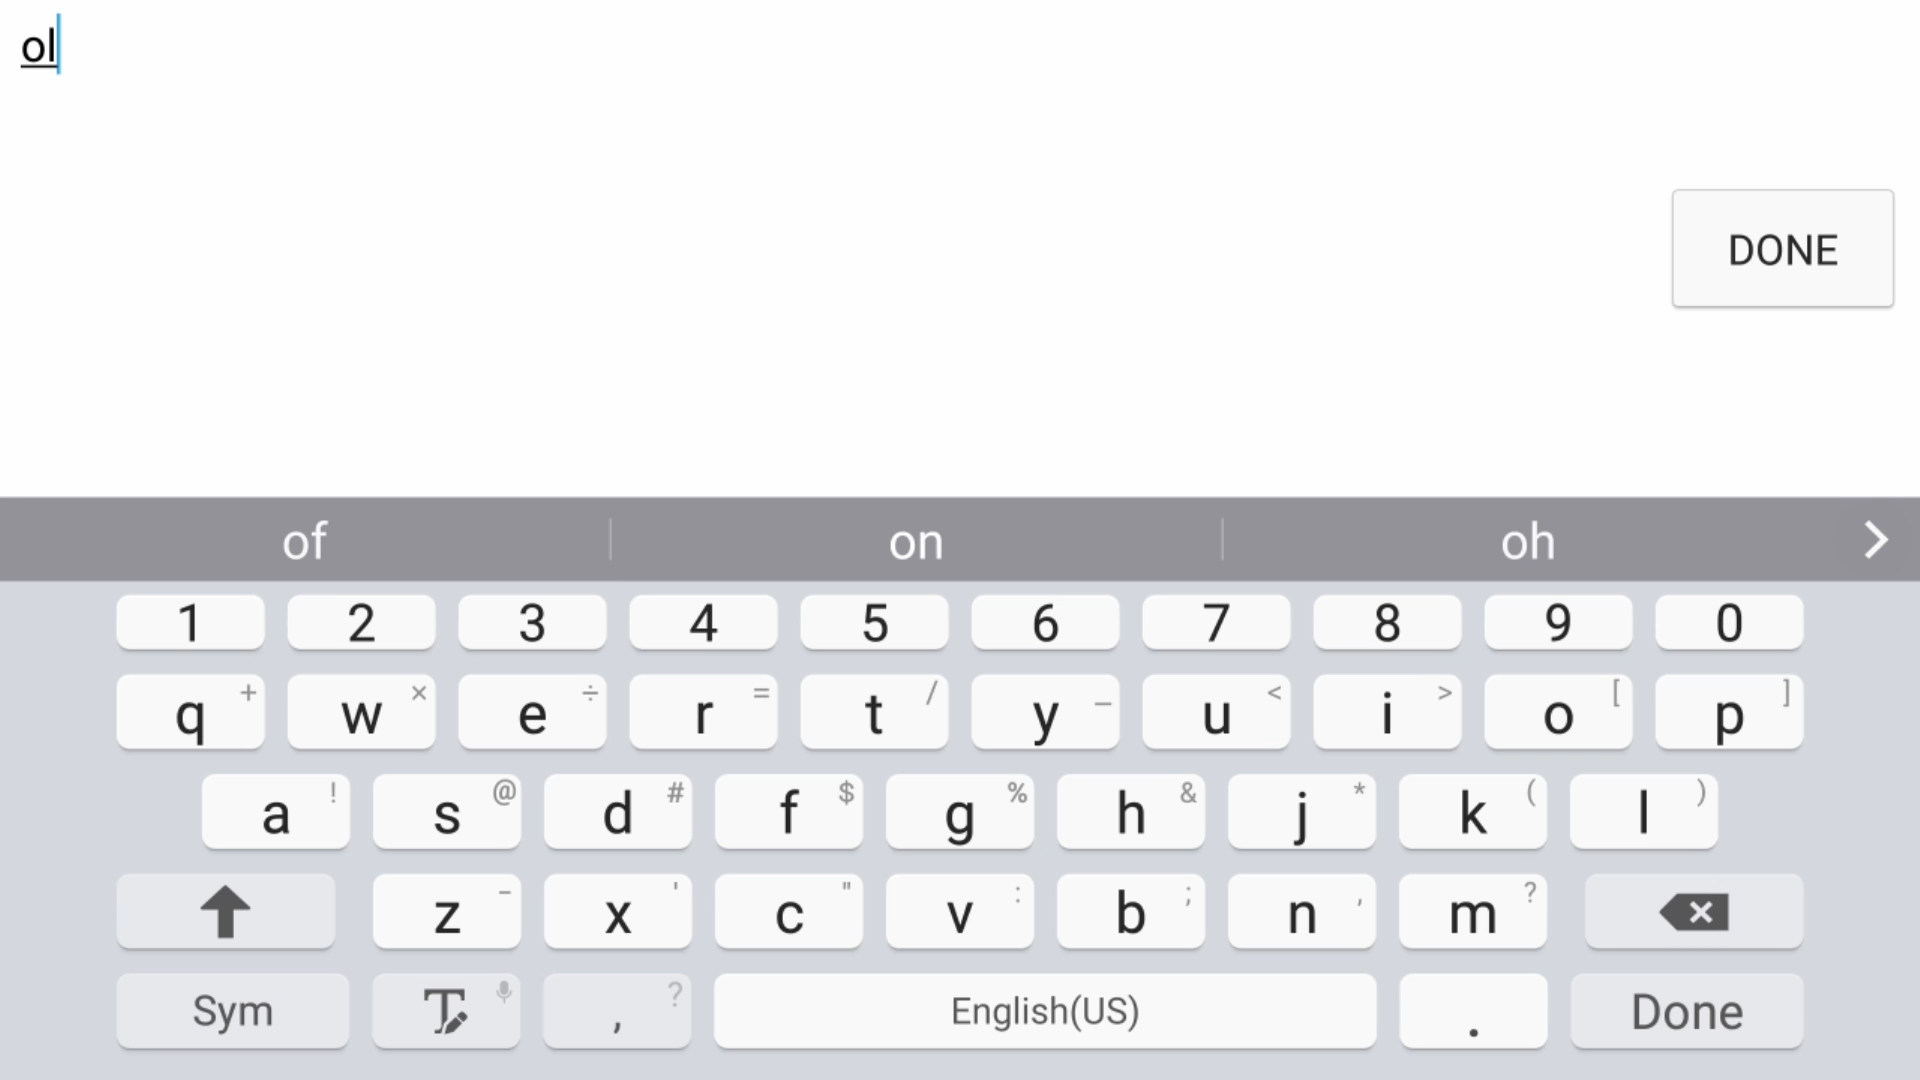 ol
DONE
of on oh
1 2 3 4 5 6 7 8 9 0
q + w × e ÷ r = t / y _ u < i > o [ p ]
a ! s @ d # f $ g % h & j * k ( l )
z - x ' c " v : b ; n , m ?
Sym T , ? English(US) . Done